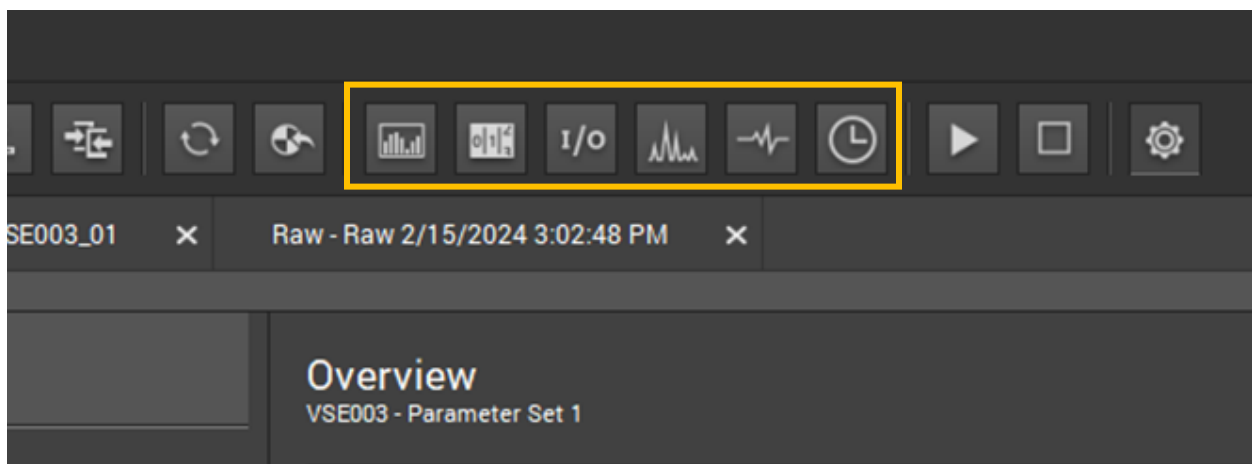 I/O
SE003_01
Raw - Raw 2/15/2024 3:02:48 PM
Overview
VSE003 - Parameter Set 1